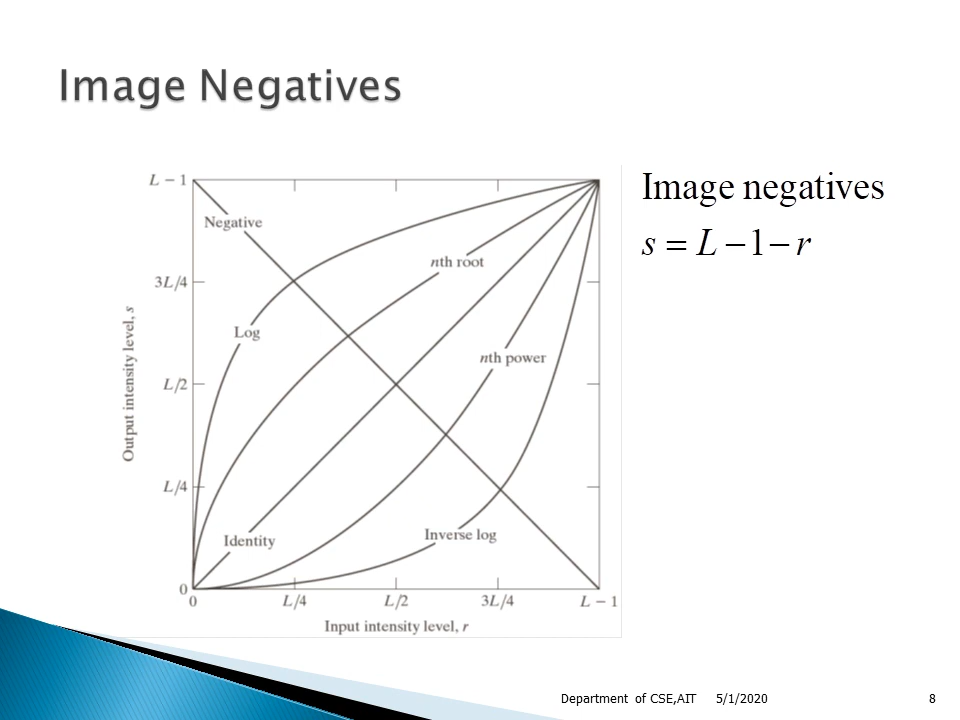 Image Negatives
L − 1
Negative
nth root
3L/4
Log
nth power
L/2
Output intensity level, s
L/4
Identity
Inverse log
0
0 L/4 L/2 3L/4 L − 1
Input intensity level, r
Image negatives
s = L − 1 − r
Department of CSE,AIT 5/1/2020 8